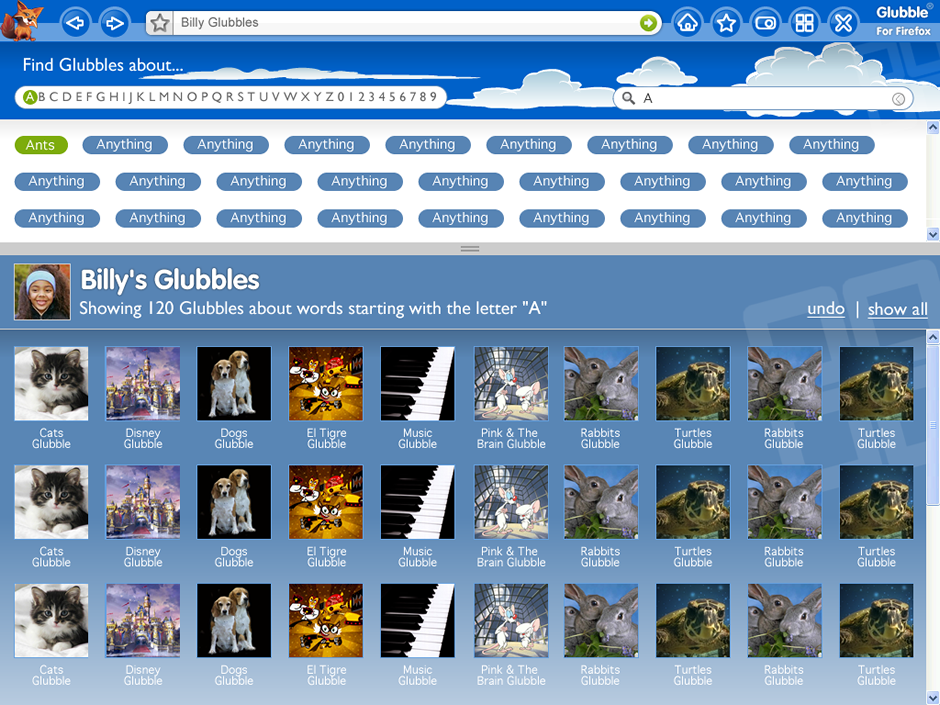 Billy Glubbles
Glubble®
For Firefox
Find Glubbles about...
A B C D E F G H I J K L M N O P Q R S T U V W X Y Z 0 1 2 3 4 5 6 7 8 9
A
Ants Anything Anything Anything Anything Anything Anything Anything Anything
Anything Anything Anything Anything Anything Anything Anything Anything Anything
Anything Anything Anything Anything Anything Anything Anything Anything Anything
Billy's Glubbles
Showing 120 Glubbles about words starting with the letter "A"
undo | show all
Cats Disney Dogs El Tigre Music Pink & The Rabbits Turtles Rabbits Turtles
Glubble Glubble Glubble Glubble Glubble Brain Glubble Glubble Glubble Glubble Glubble
Cats Disney Dogs El Tigre Music Pink & The Rabbits Turtles Rabbits Turtles
Glubble Glubble Glubble Glubble Glubble Brain Glubble Glubble Glubble Glubble Glubble
Cats Disney Dogs El Tigre Music Pink & The Rabbits Turtles Rabbits Turtles
Glubble Glubble Glubble Glubble Glubble Brain Glubble Glubble Glubble Glubble Glubble